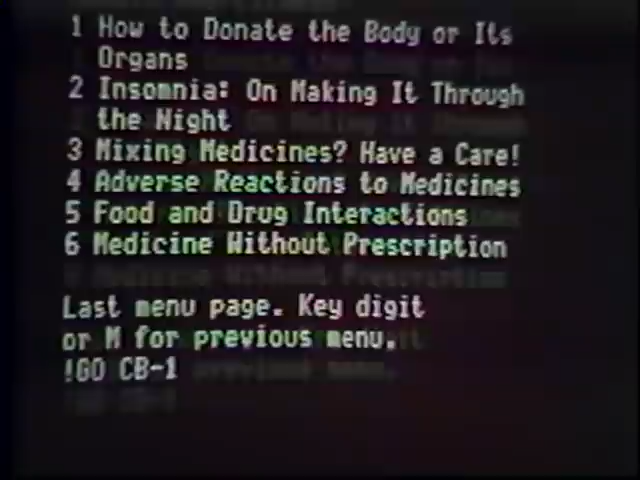 1 How to Donate the Body or Its
Organs
2 Insomnia: On Making It Through
the Night
3 Mixing Medicines? Have a Care!
4 Adverse Reactions to Medicines
5 Food and Drug Interactions
6 Medicine Without Prescription
Last menu page. Key digit
or M for previous menu.
!GO CB-1